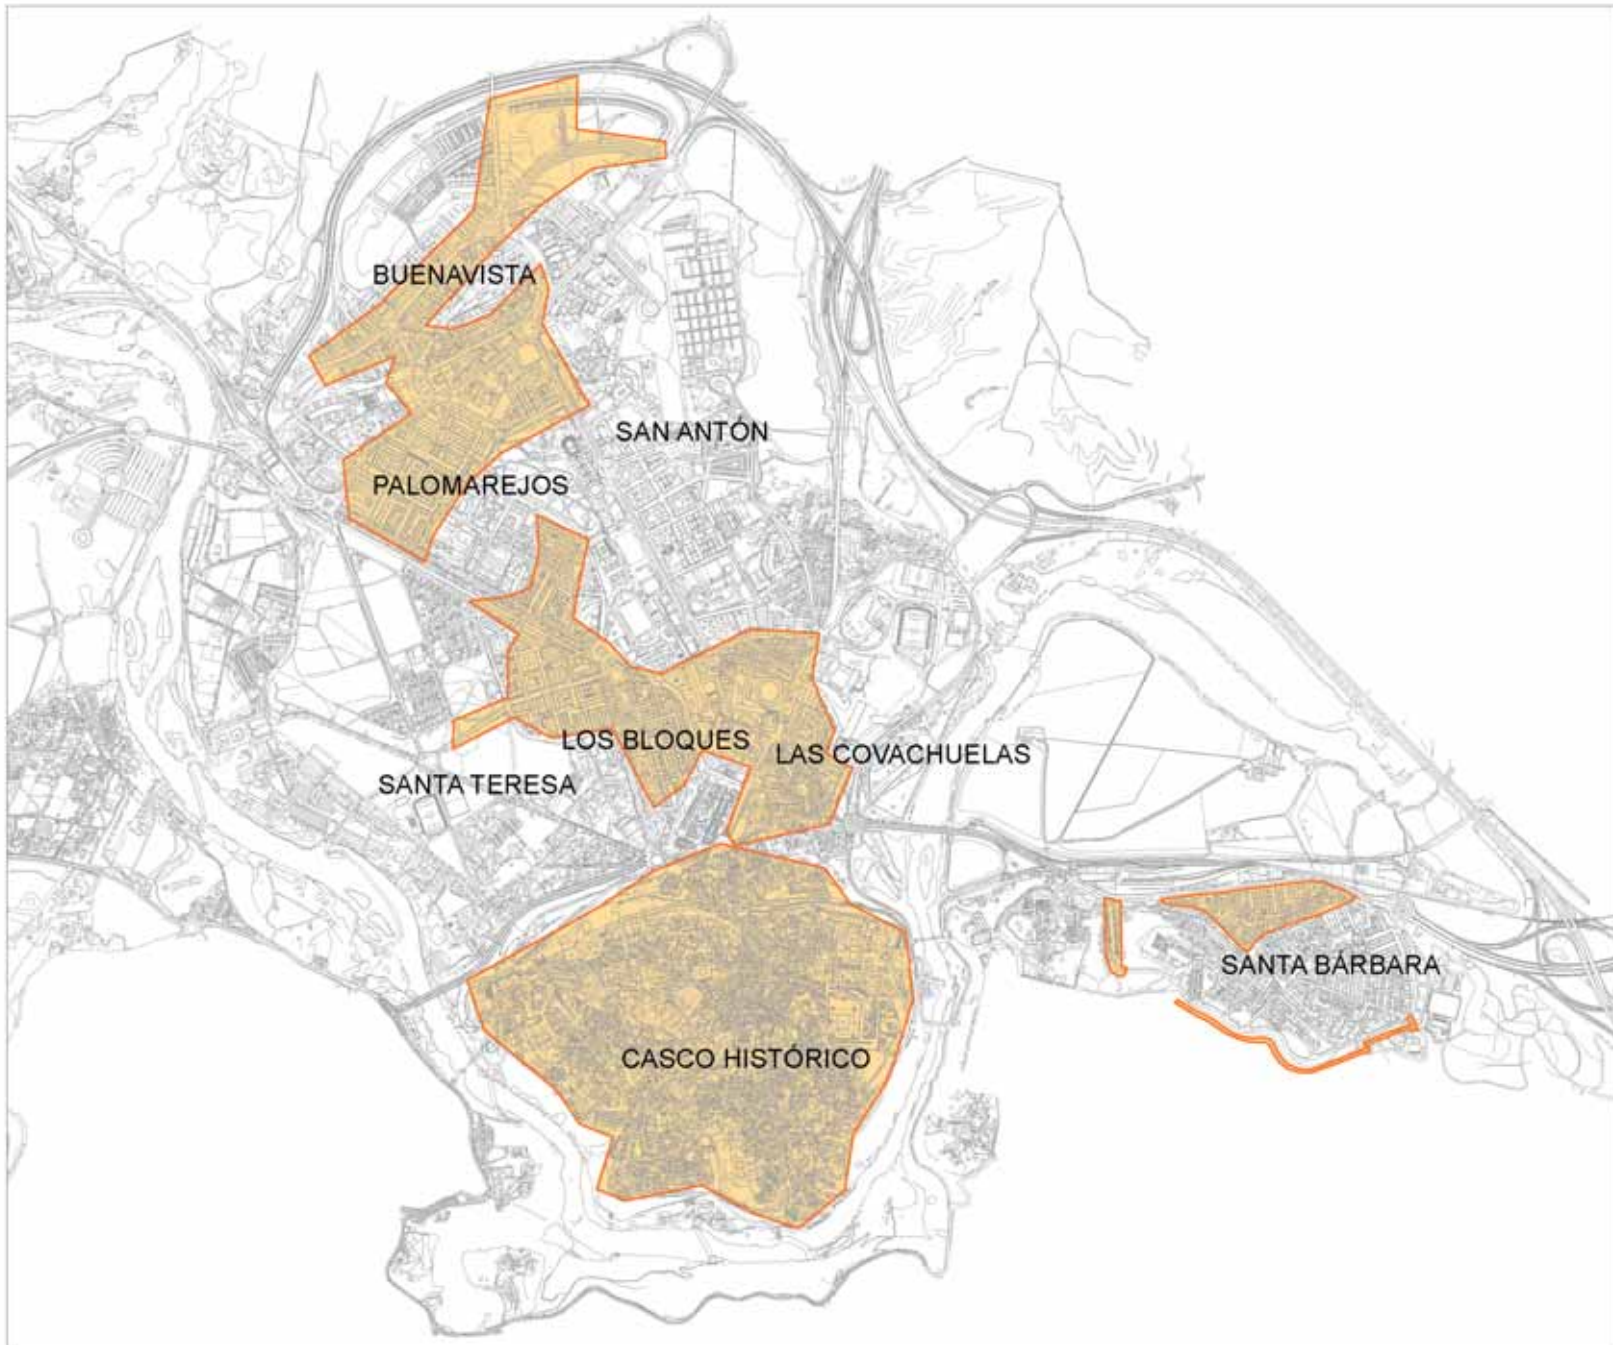 BUENAVISTA
SAN ANTÓN
PALOMAREJOS
LOS BLOQUES
LAS COVACHUELAS
SANTA TERESA
SANTA BÁRBARA
CASCO HISTÓRICO